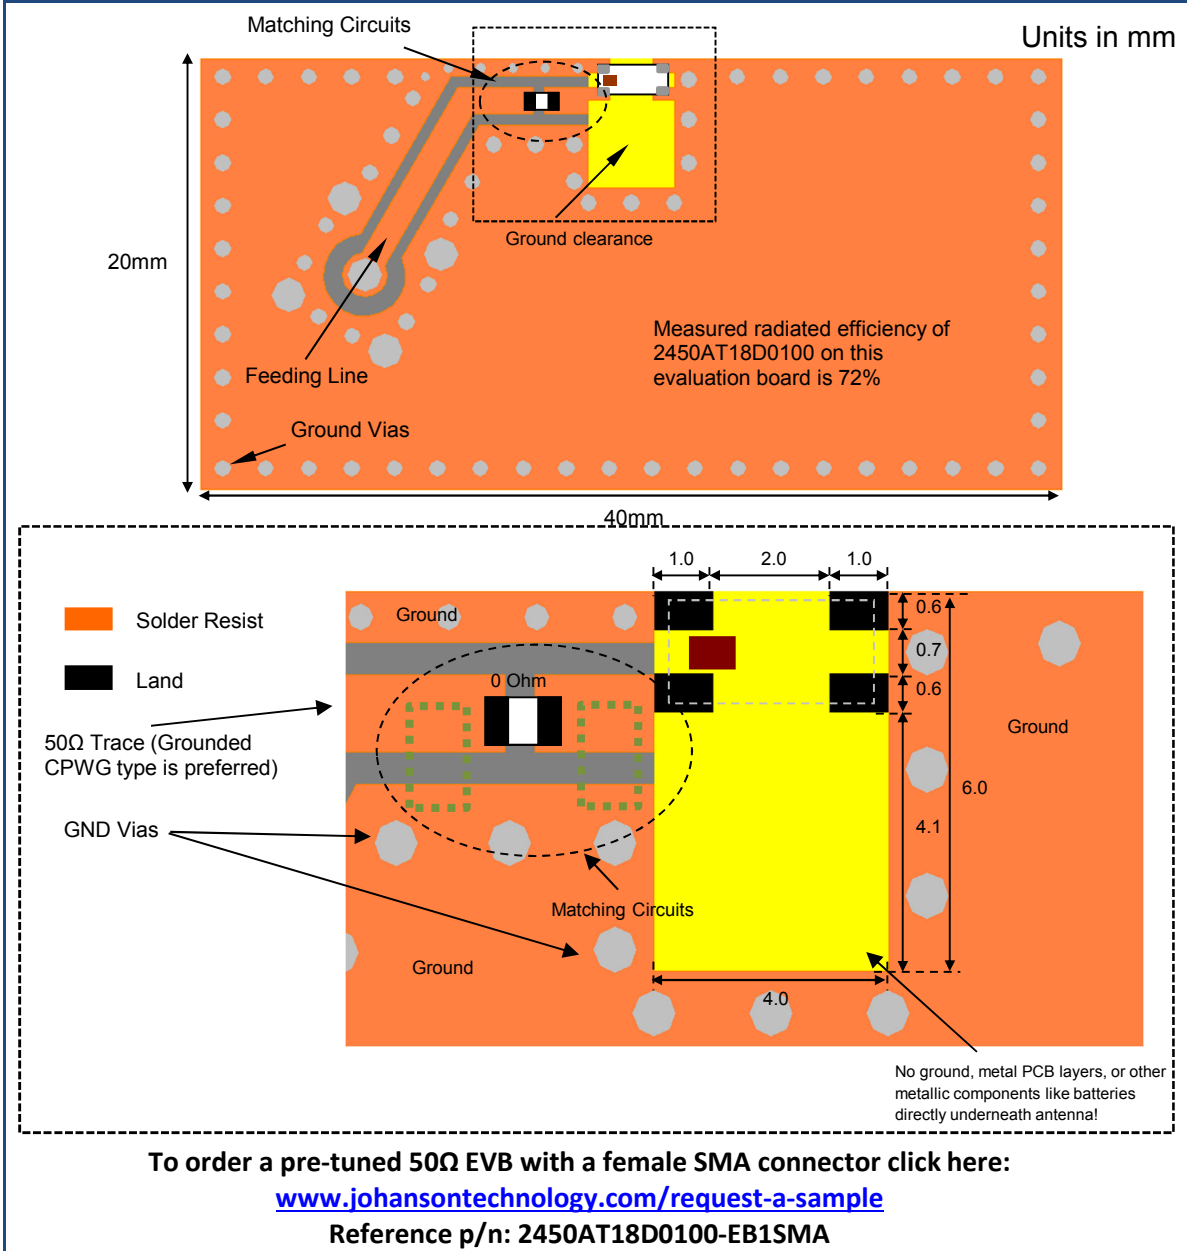 Matching Circuits
Units in mm
20mm
Ground clearance
Measured radiated efficiency of
2450AT18D0100 on this
evaluation board is 72%
Feeding Line
Ground Vias
40mm
1.0
2.0
1.0
Solder Resist
Land
Ground
0.6
0.7
0.6
0 Ohm
50Ω Trace (Grounded
CPWG type is preferred)
Ground
6.0
4.1
GND Vias
Matching Circuits
Ground
4.0
No ground, metal PCB layers, or other
metallic components like batteries
directly underneath antenna!
To order a pre-tuned 50Ω EVB with a female SMA connector click here:
www.johansontechnology.com/request-a-sample
Reference p/n: 2450AT18D0100-EB1SMA